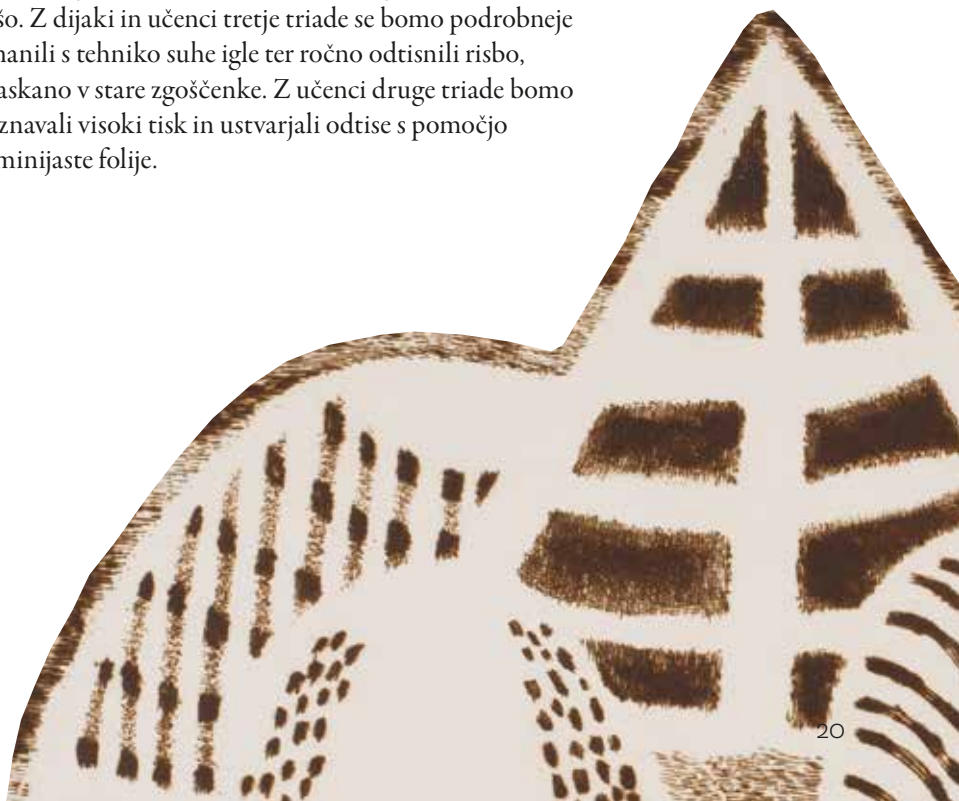 šo. Z dijaki in učenci tretje triade se bomo podrobneje
nanili s tehniko suhe igle ter ročno odtisnili risbo,
askano v stare zgoščenke. Z učenci druge triade bomo
znavali visoki tisk in ustvarjali odtise s pomočjo
minijaste folije.
20